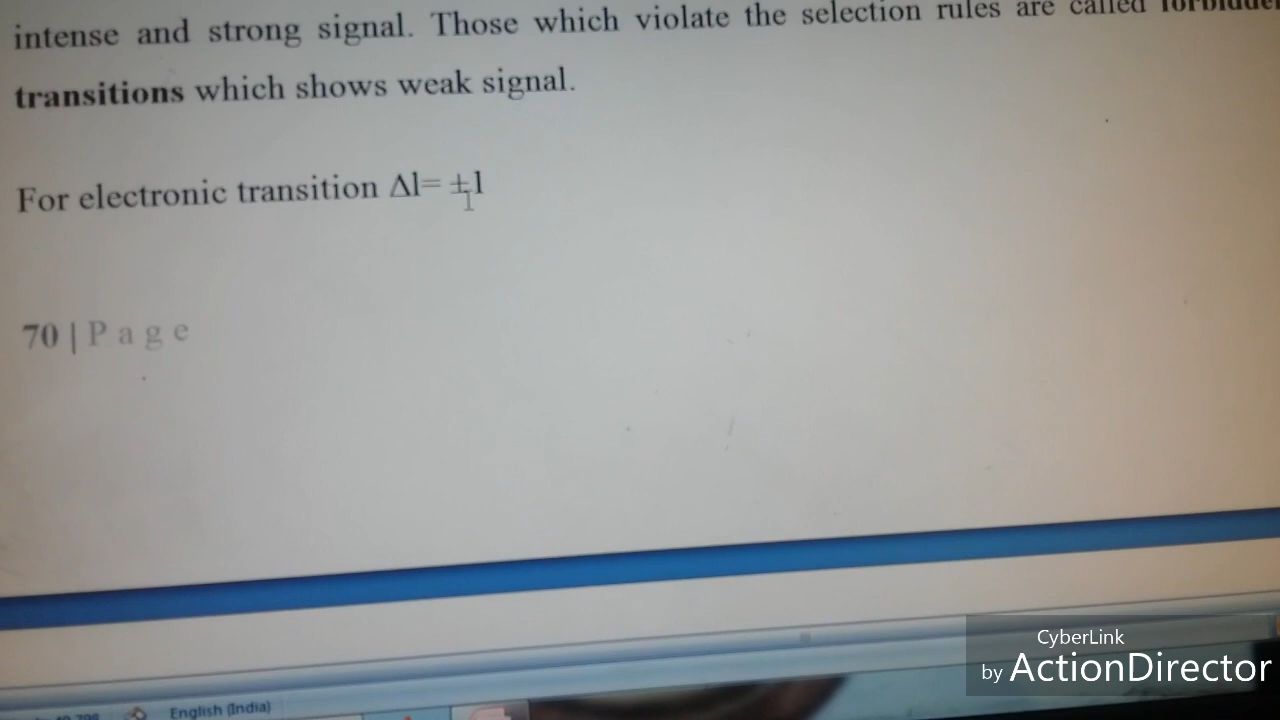 intense and strong signal. Those which violate the selection rules are called forbidden
transitions which shows weak signal.
For electronic transition Δl= ±1
70 | P a g e
English (India)
CyberLink
by ActionDirector